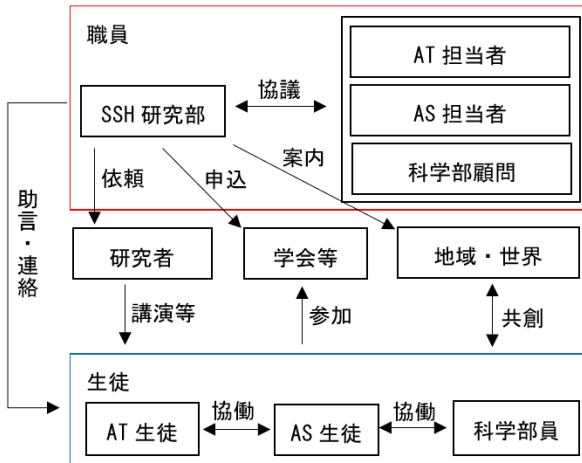 職員
AT 担当者
SSH 研究部
協議
AS 担当者
科学部顧問
依頼
申込
案内
助言・連絡
研究者
学会等
地域・世界
講演等
参加
共創
生徒
AT 生徒
協働
AS 生徒
協働
科学部員